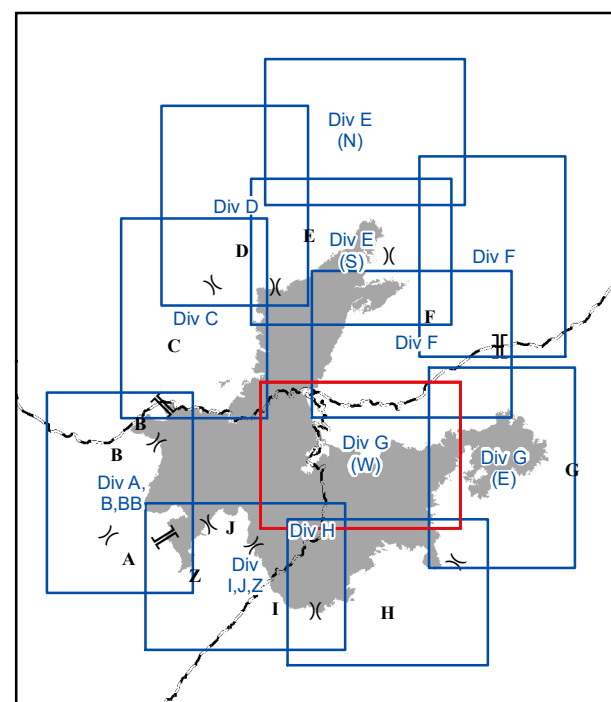 Div E
(N)
Div D
E
D
Div E
(S)
Div F
Div C
F
C
Div F
B
B
Div G
(W)
Div G
(E)
G
Div A,
B,BB
J
Div H
A
Z
Div
I,J,Z
I
H